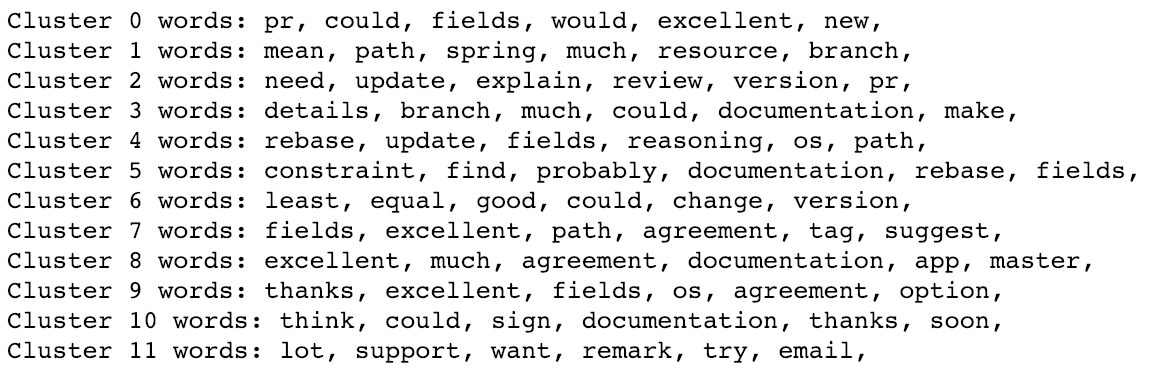 Cluster 0 words: pr, could, fields, would, excellent, new,
Cluster 1 words: mean, path, spring, much, resource, branch,
Cluster 2 words: need, update, explain, review, version, pr,
Cluster 3 words: details, branch, much, could, documentation, make,
Cluster 4 words: rebase, update, fields, reasoning, os, path,
Cluster 5 words: constraint, find, probably, documentation, rebase, fields,
Cluster 6 words: least, equal, good, could, change, version,
Cluster 7 words: fields, excellent, path, agreement, tag, suggest,
Cluster 8 words: excellent, much, agreement, documentation, app, master,
Cluster 9 words: thanks, excellent, fields, os, agreement, option,
Cluster 10 words: think, could, sign, documentation, thanks, soon,
Cluster 11 words: lot, support, want, remark, try, email,